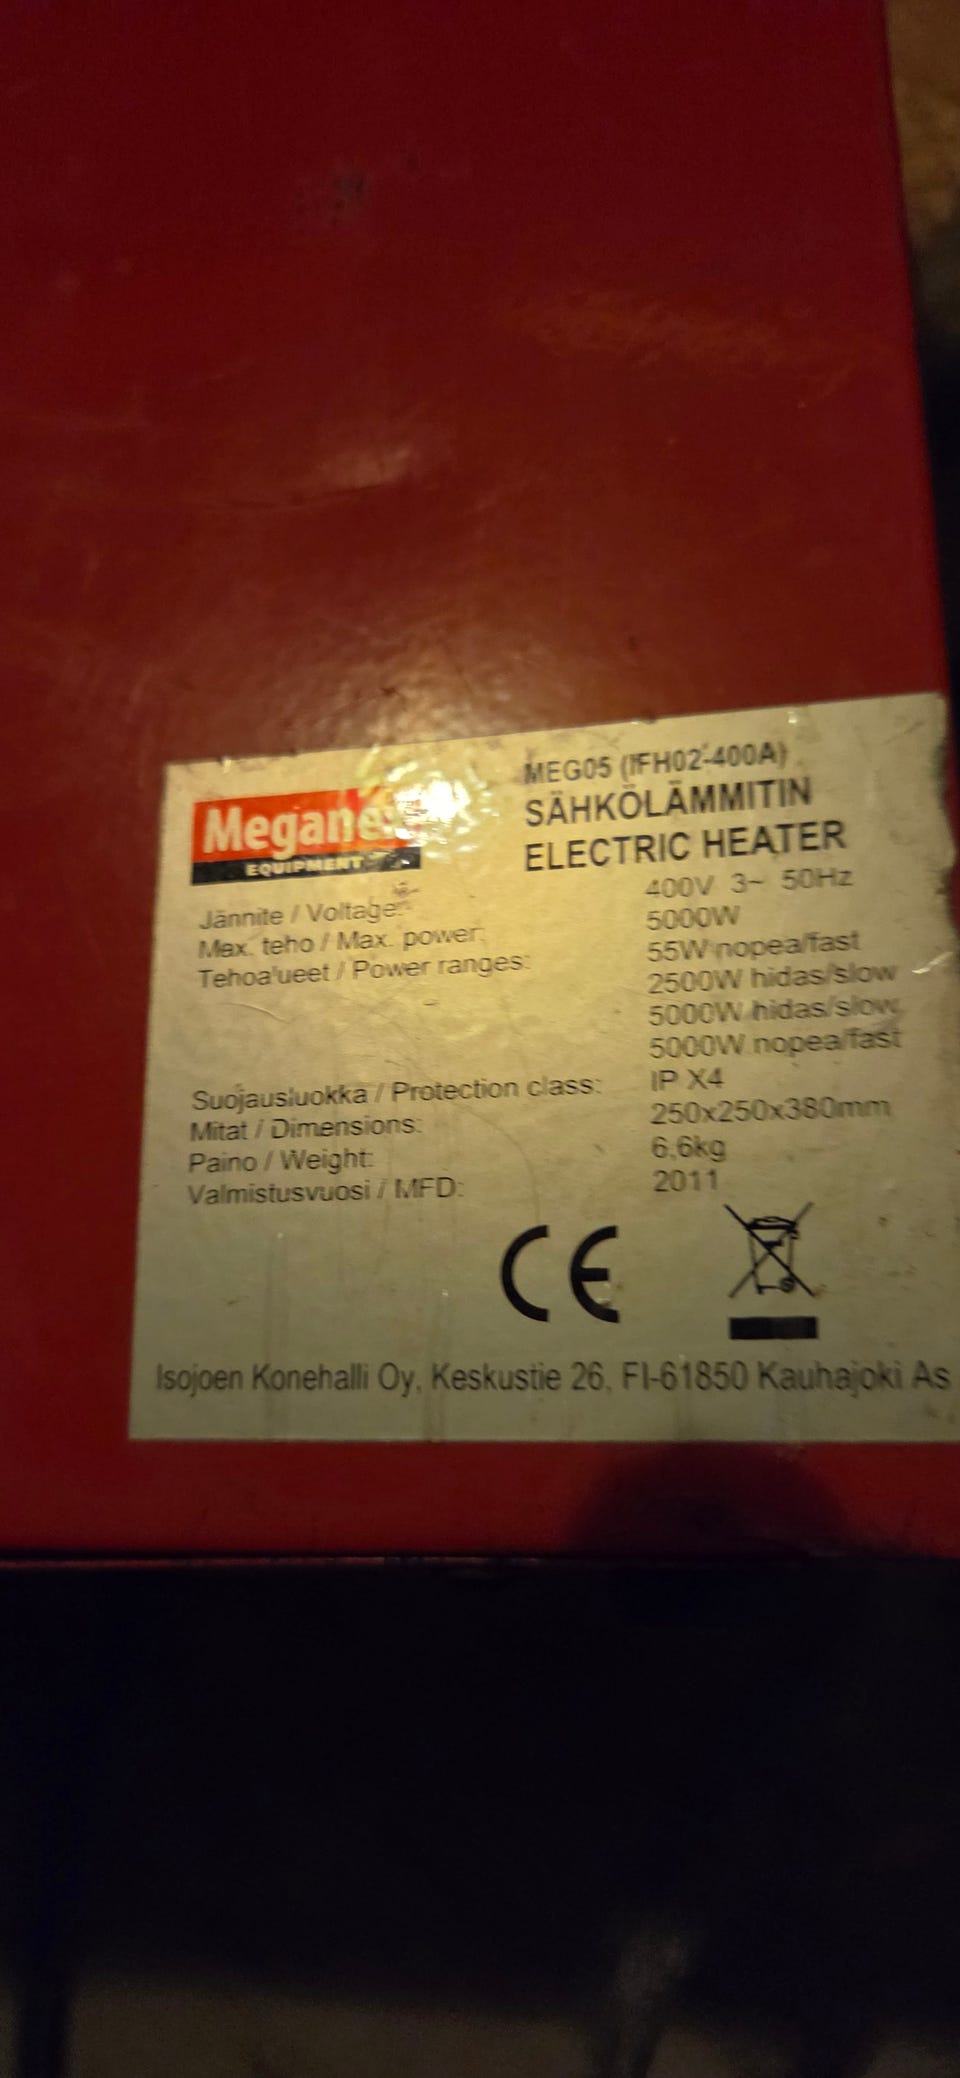 MEG05 (IFH02-400A)
SÄHKÖLÄMMITIN
ELECTRIC HEATER
EQUIPMENT
Jännite / Voltage: 400V 3~ 50Hz
Max. teho / Max. power: 5000W
Tehoalueet / Power ranges: 55W nopea/fast
2500W hidas/slow
5000W hidas/slow
5000W nopea/fast
Suojausluokka / Protection class: IP X4
Mitat / Dimensions: 250x250x380mm
Paino / Weight: 6,6kg
Valmistusvuosi / MFD: 2011
CE
Isojoen Konehalli Oy, Keskustie 26, FI-61850 Kauhajoki As